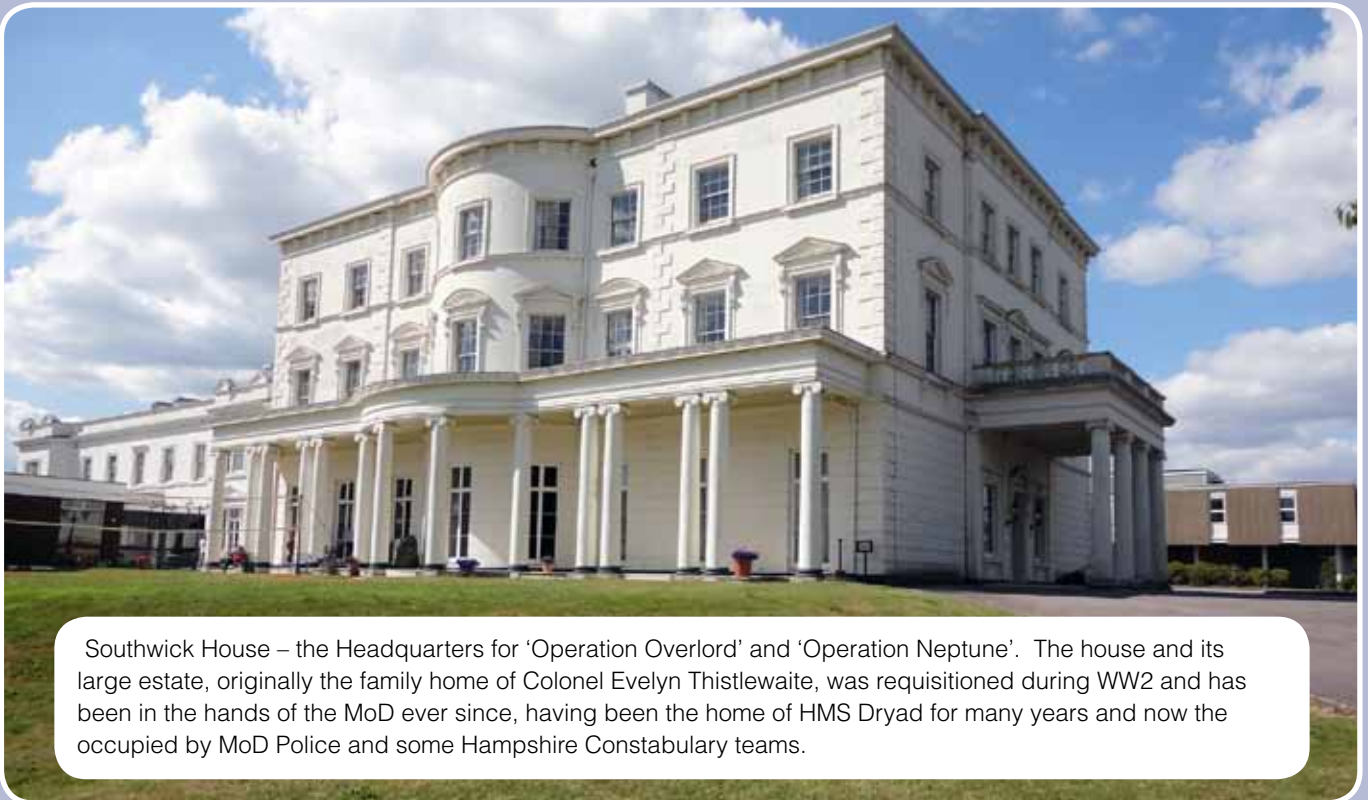 Southwick House – the Headquarters for ‘Operation Overlord’ and ‘Operation Neptune’.  The house and its
large estate, originally the family home of Colonel Evelyn Thistlewaite, was requisitioned during WW2 and has
been in the hands of the MoD ever since, having been the home of HMS Dryad for many years and now the
occupied by MoD Police and some Hampshire Constabulary teams.